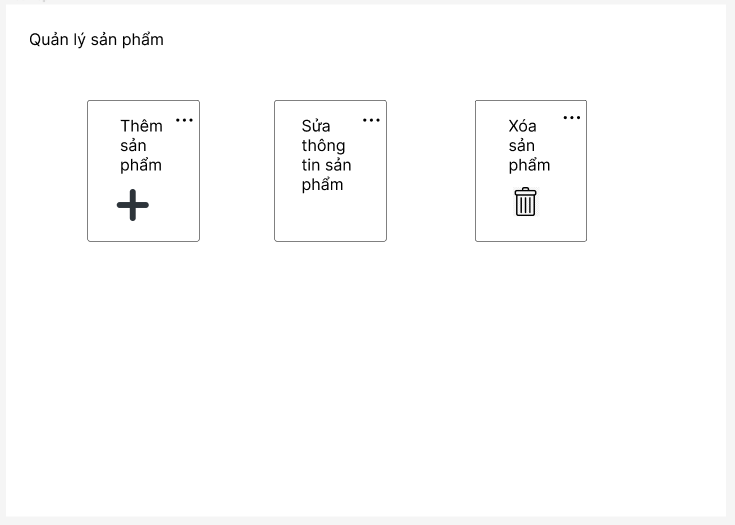 Quản lý sản phẩm
Thêm
sản
phẩm
Sửa
thông
tin sản
phẩm
Xóa
sản
phẩm